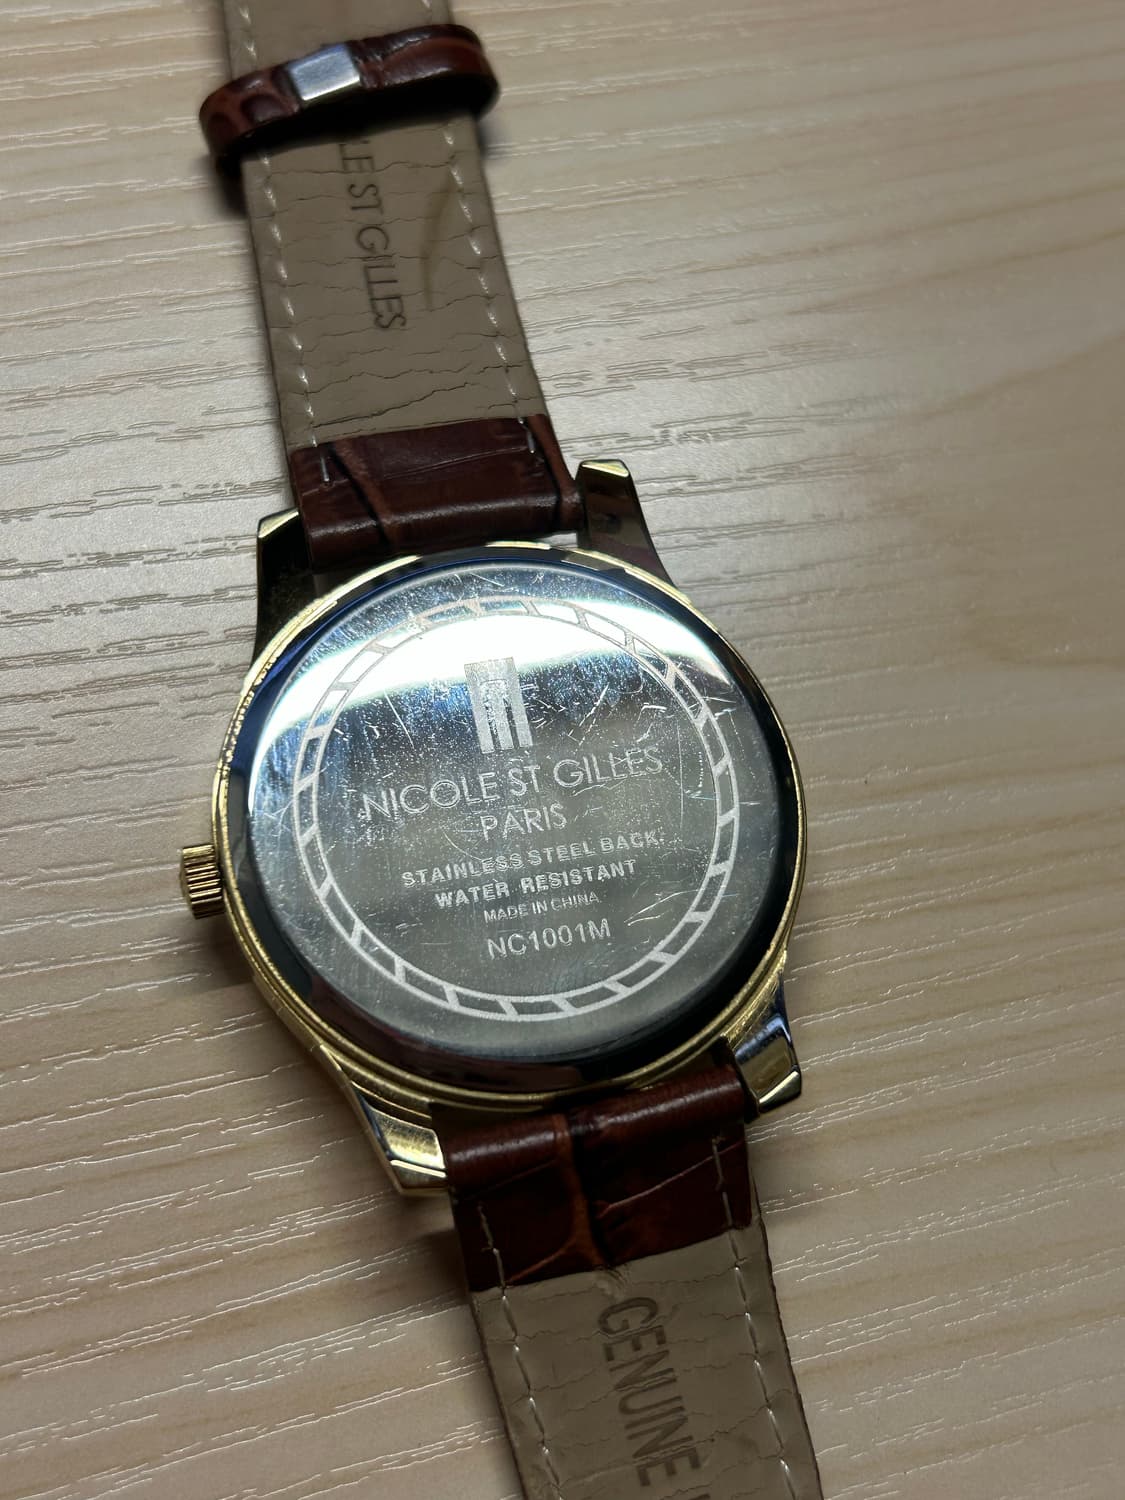 LE ST GILLES
NICOLE ST GILLES
PARIS
STAINLESS STEEL BACK
WATER RESISTANT
MADE IN CHINA
NC1001M
GENUINE